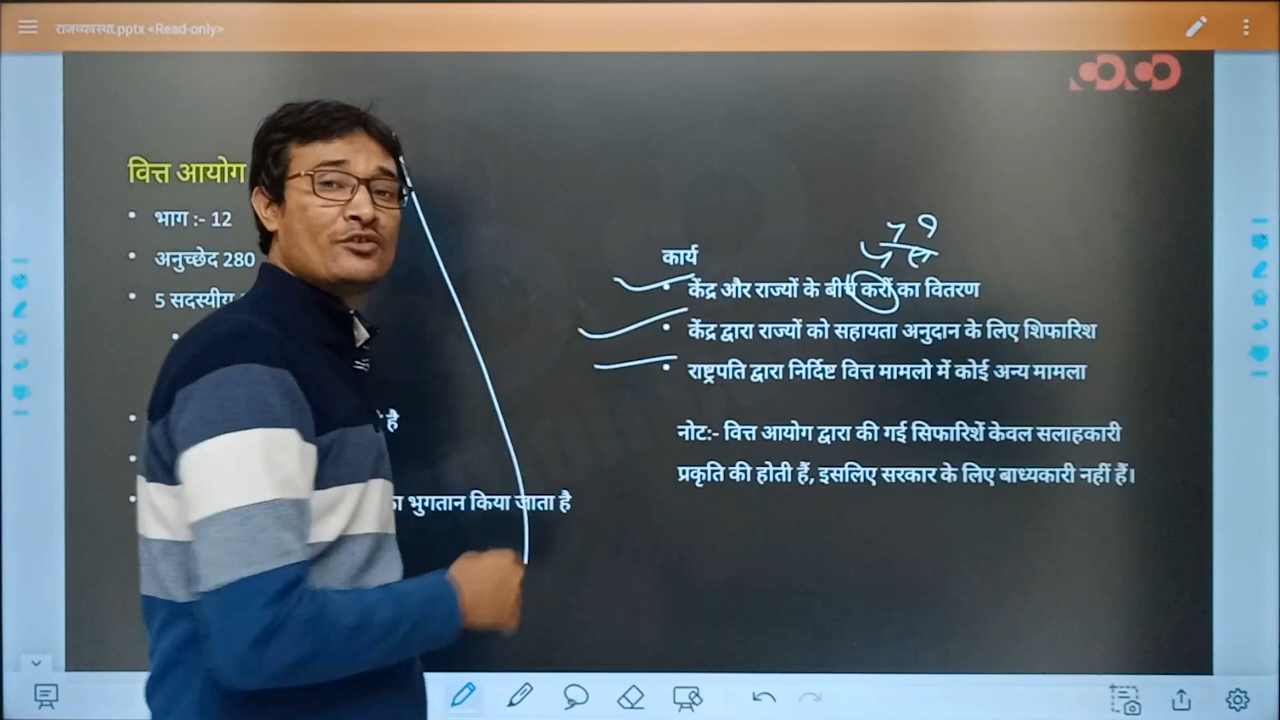 राजव्यवस्था.pptx <Read-only>
वित्त आयोग
• भाग :- 12
• अनुच्छेद 280
• 5 सदस्यीय
है
भुगतान किया जाता है
कार्य
• केंद्र और राज्यों के बीच करों का वितरण
• केंद्र द्वारा राज्यों को सहायता अनुदान के लिए शिफारिश
• राष्ट्रपति द्वारा निर्दिष्ट वित्त मामलो में कोई अन्य मामला
नोट:- वित्त आयोग द्वारा की गई सिफारिशें केवल सलाहकारी
प्रकृति की होती हैं, इसलिए सरकार के लिए बाध्यकारी नहीं हैं।